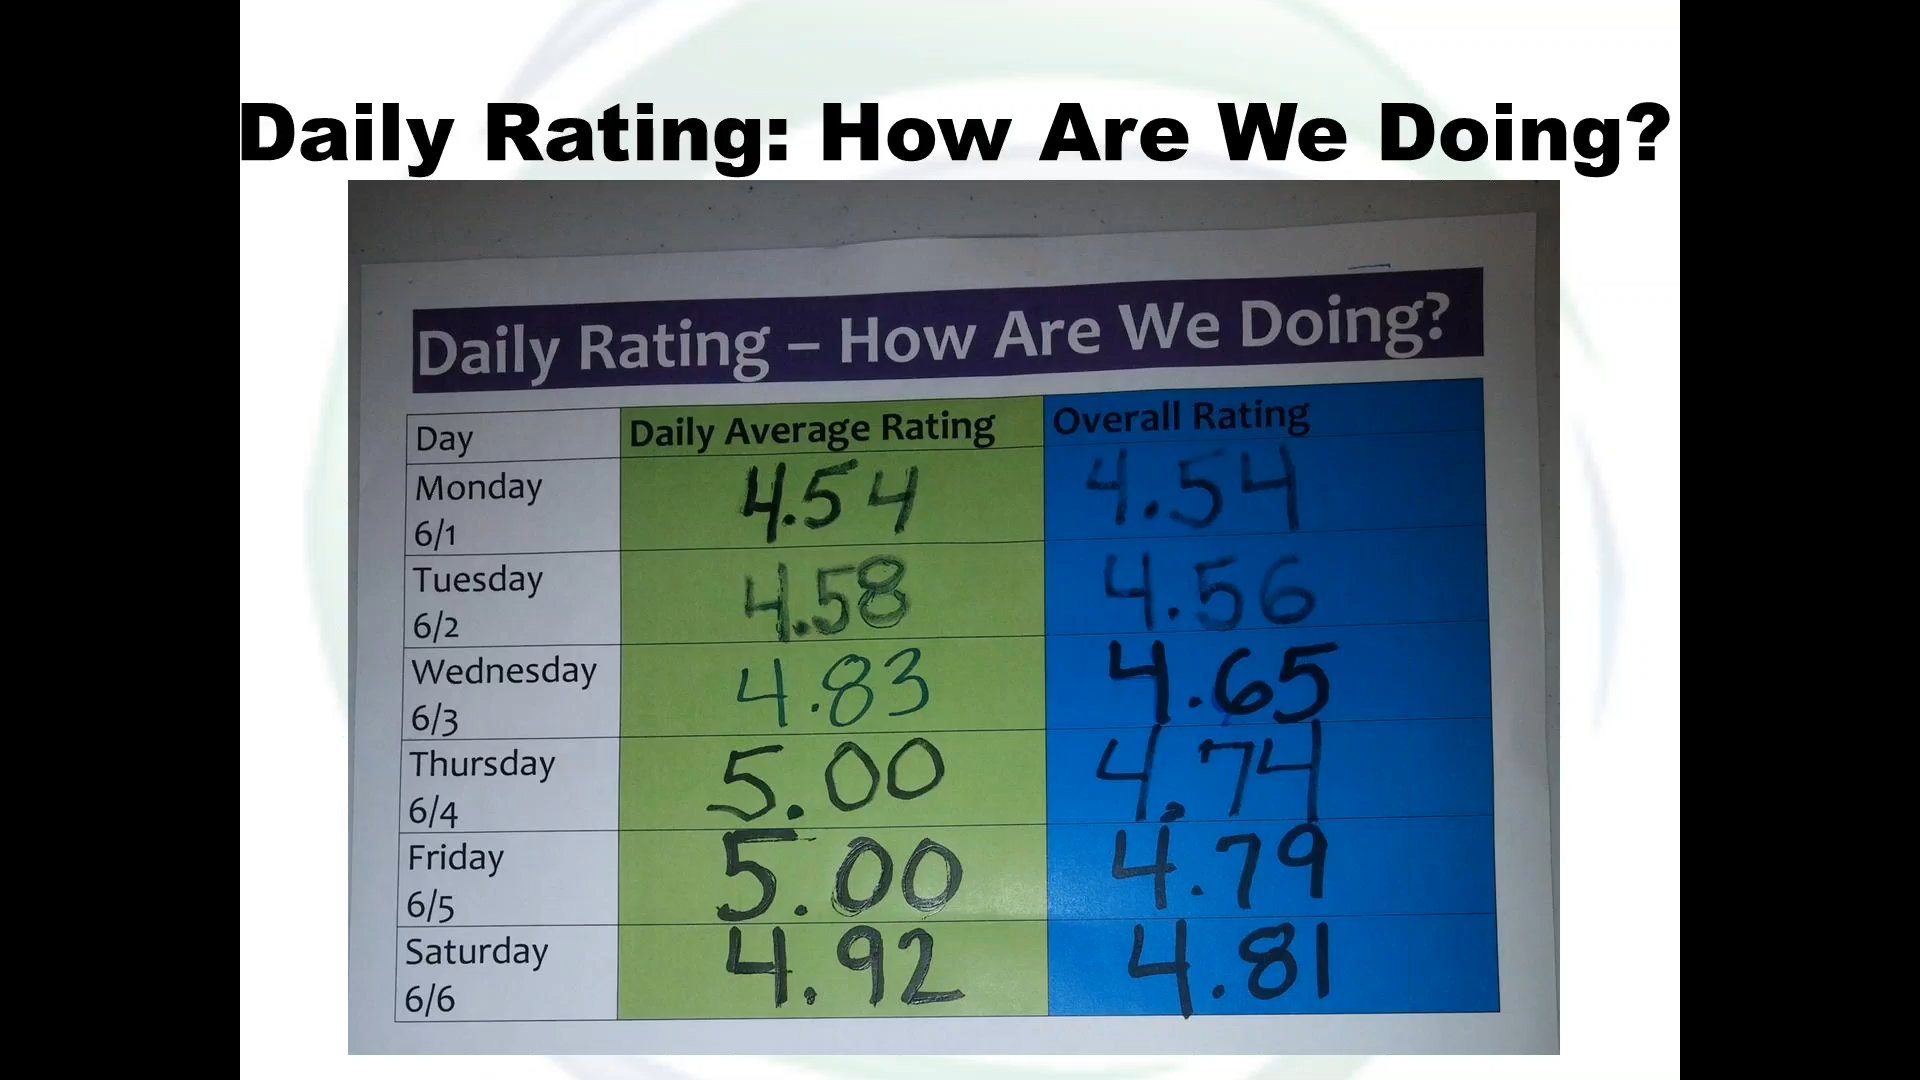 Daily Rating: How Are We Doing?
Daily Rating – How Are We Doing?
Day Daily Average Rating Overall Rating
Monday 4.54 4.54
6/1
Tuesday 4.58 4.56
6/2
Wednesday 4.83 4.65
6/3
Thursday 5.00 4.74
6/4
Friday 5.00 4.79
6/5
Saturday 4.92 4.81
6/6